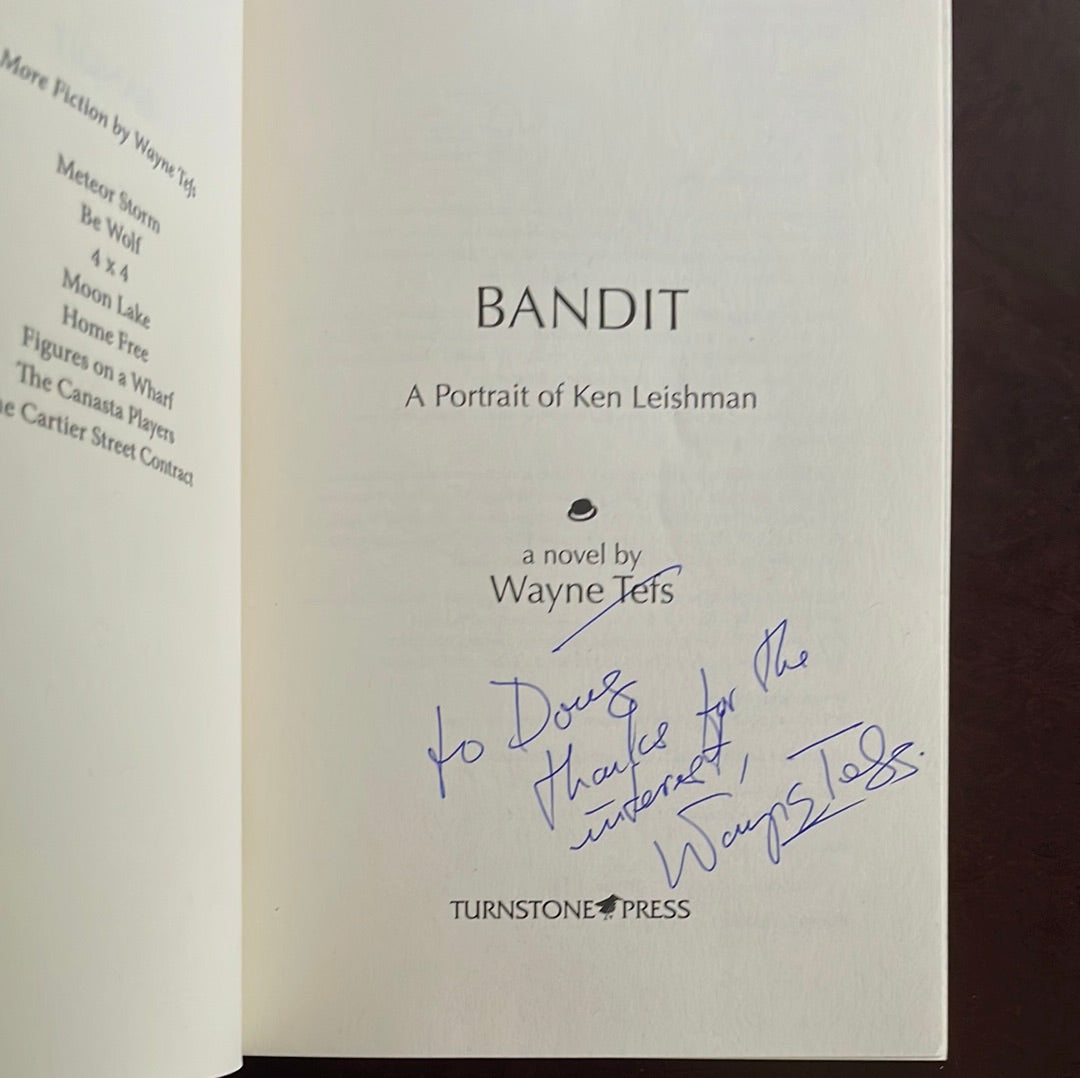 More Fiction by Wayne Tefs
Meteor Storm
Be Wolf
4 x 4
Moon Lake
Home Free
Figures on a Wharf
The Canasta Players
he Cartier Street Contract
BANDIT
A Portrait of Ken Leishman
a novel by
Wayne Tefs
to Doug
thanks for the
interest,
Wayne Tefs.
TURNSTONE PRESS